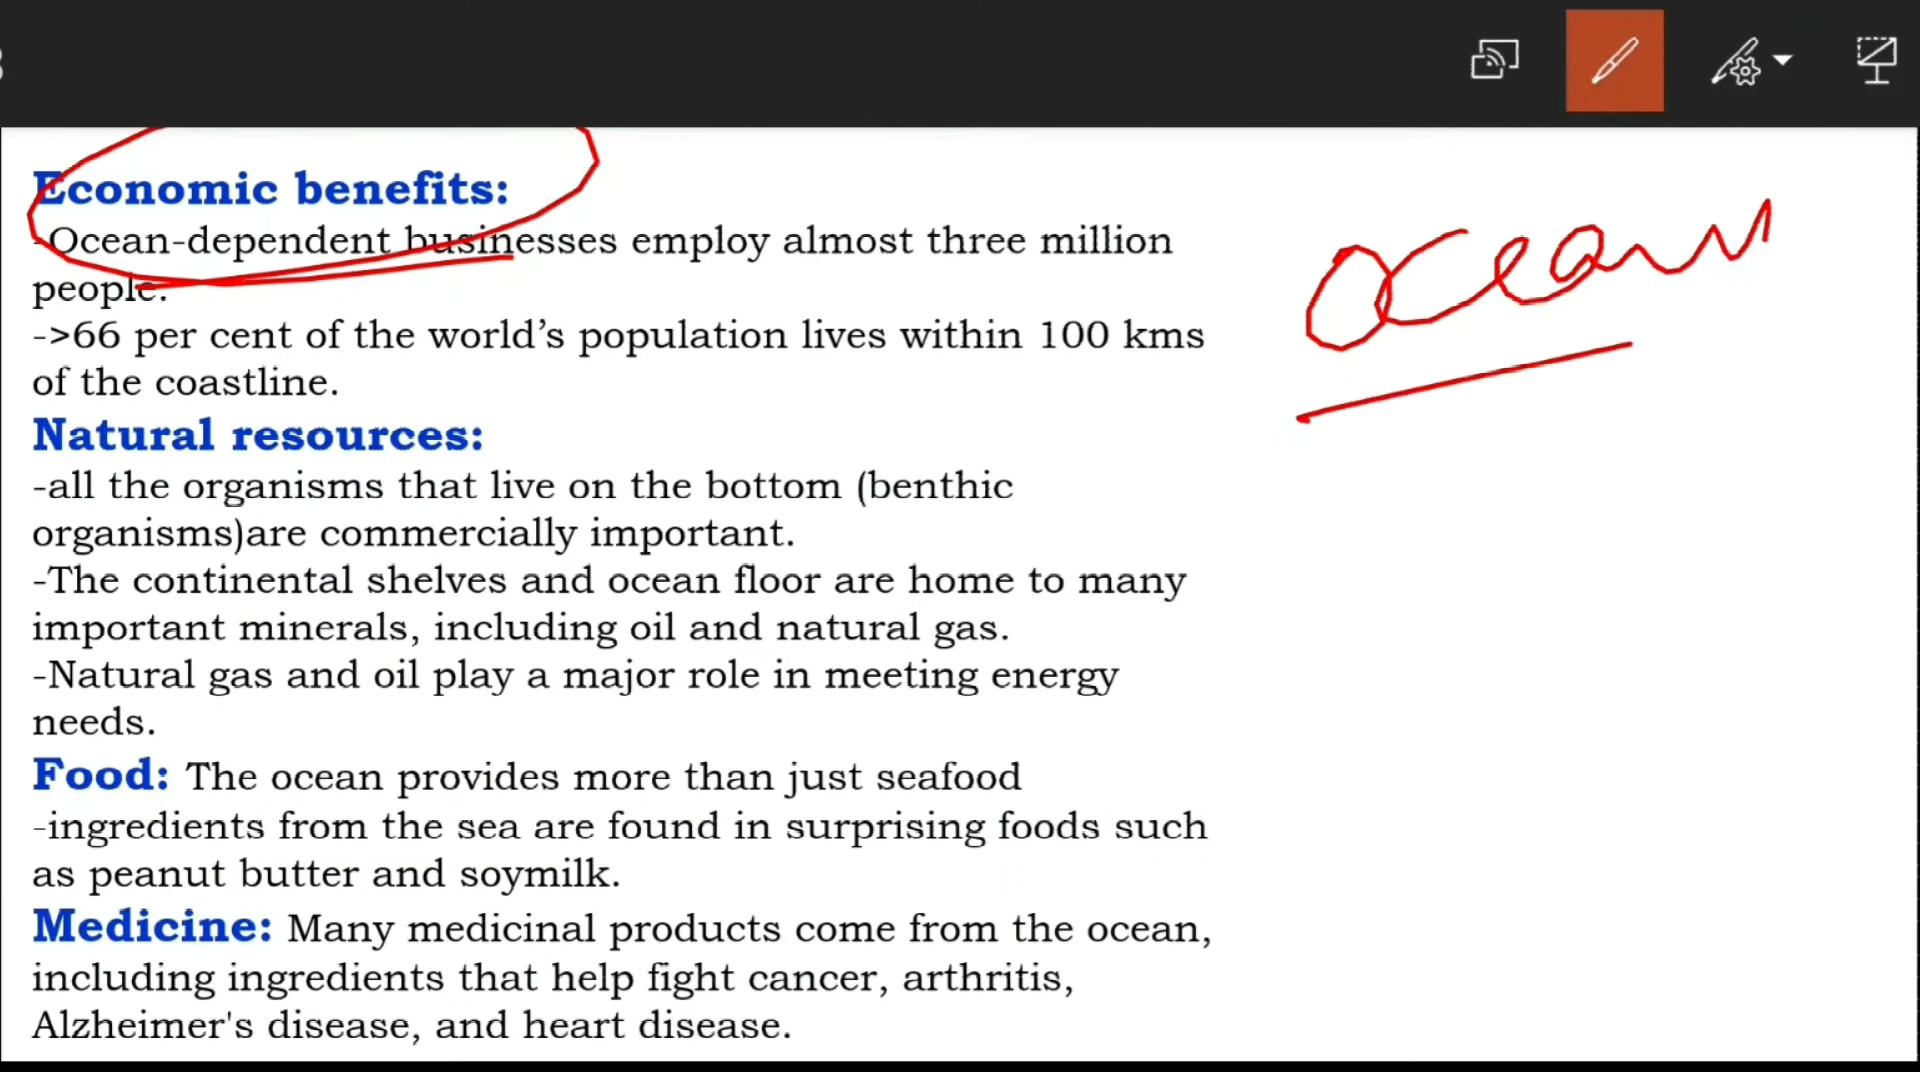 Economic benefits:
-Ocean-dependent businesses employ almost three million
people.
->66 per cent of the world’s population lives within 100 kms
of the coastline.
Natural resources:
-all the organisms that live on the bottom (benthic
organisms)are commercially important.
-The continental shelves and ocean floor are home to many
important minerals, including oil and natural gas.
-Natural gas and oil play a major role in meeting energy
needs.
Food: The ocean provides more than just seafood
-ingredients from the sea are found in surprising foods such
as peanut butter and soymilk.
Medicine: Many medicinal products come from the ocean,
including ingredients that help fight cancer, arthritis,
Alzheimer's disease, and heart disease.
Ocean